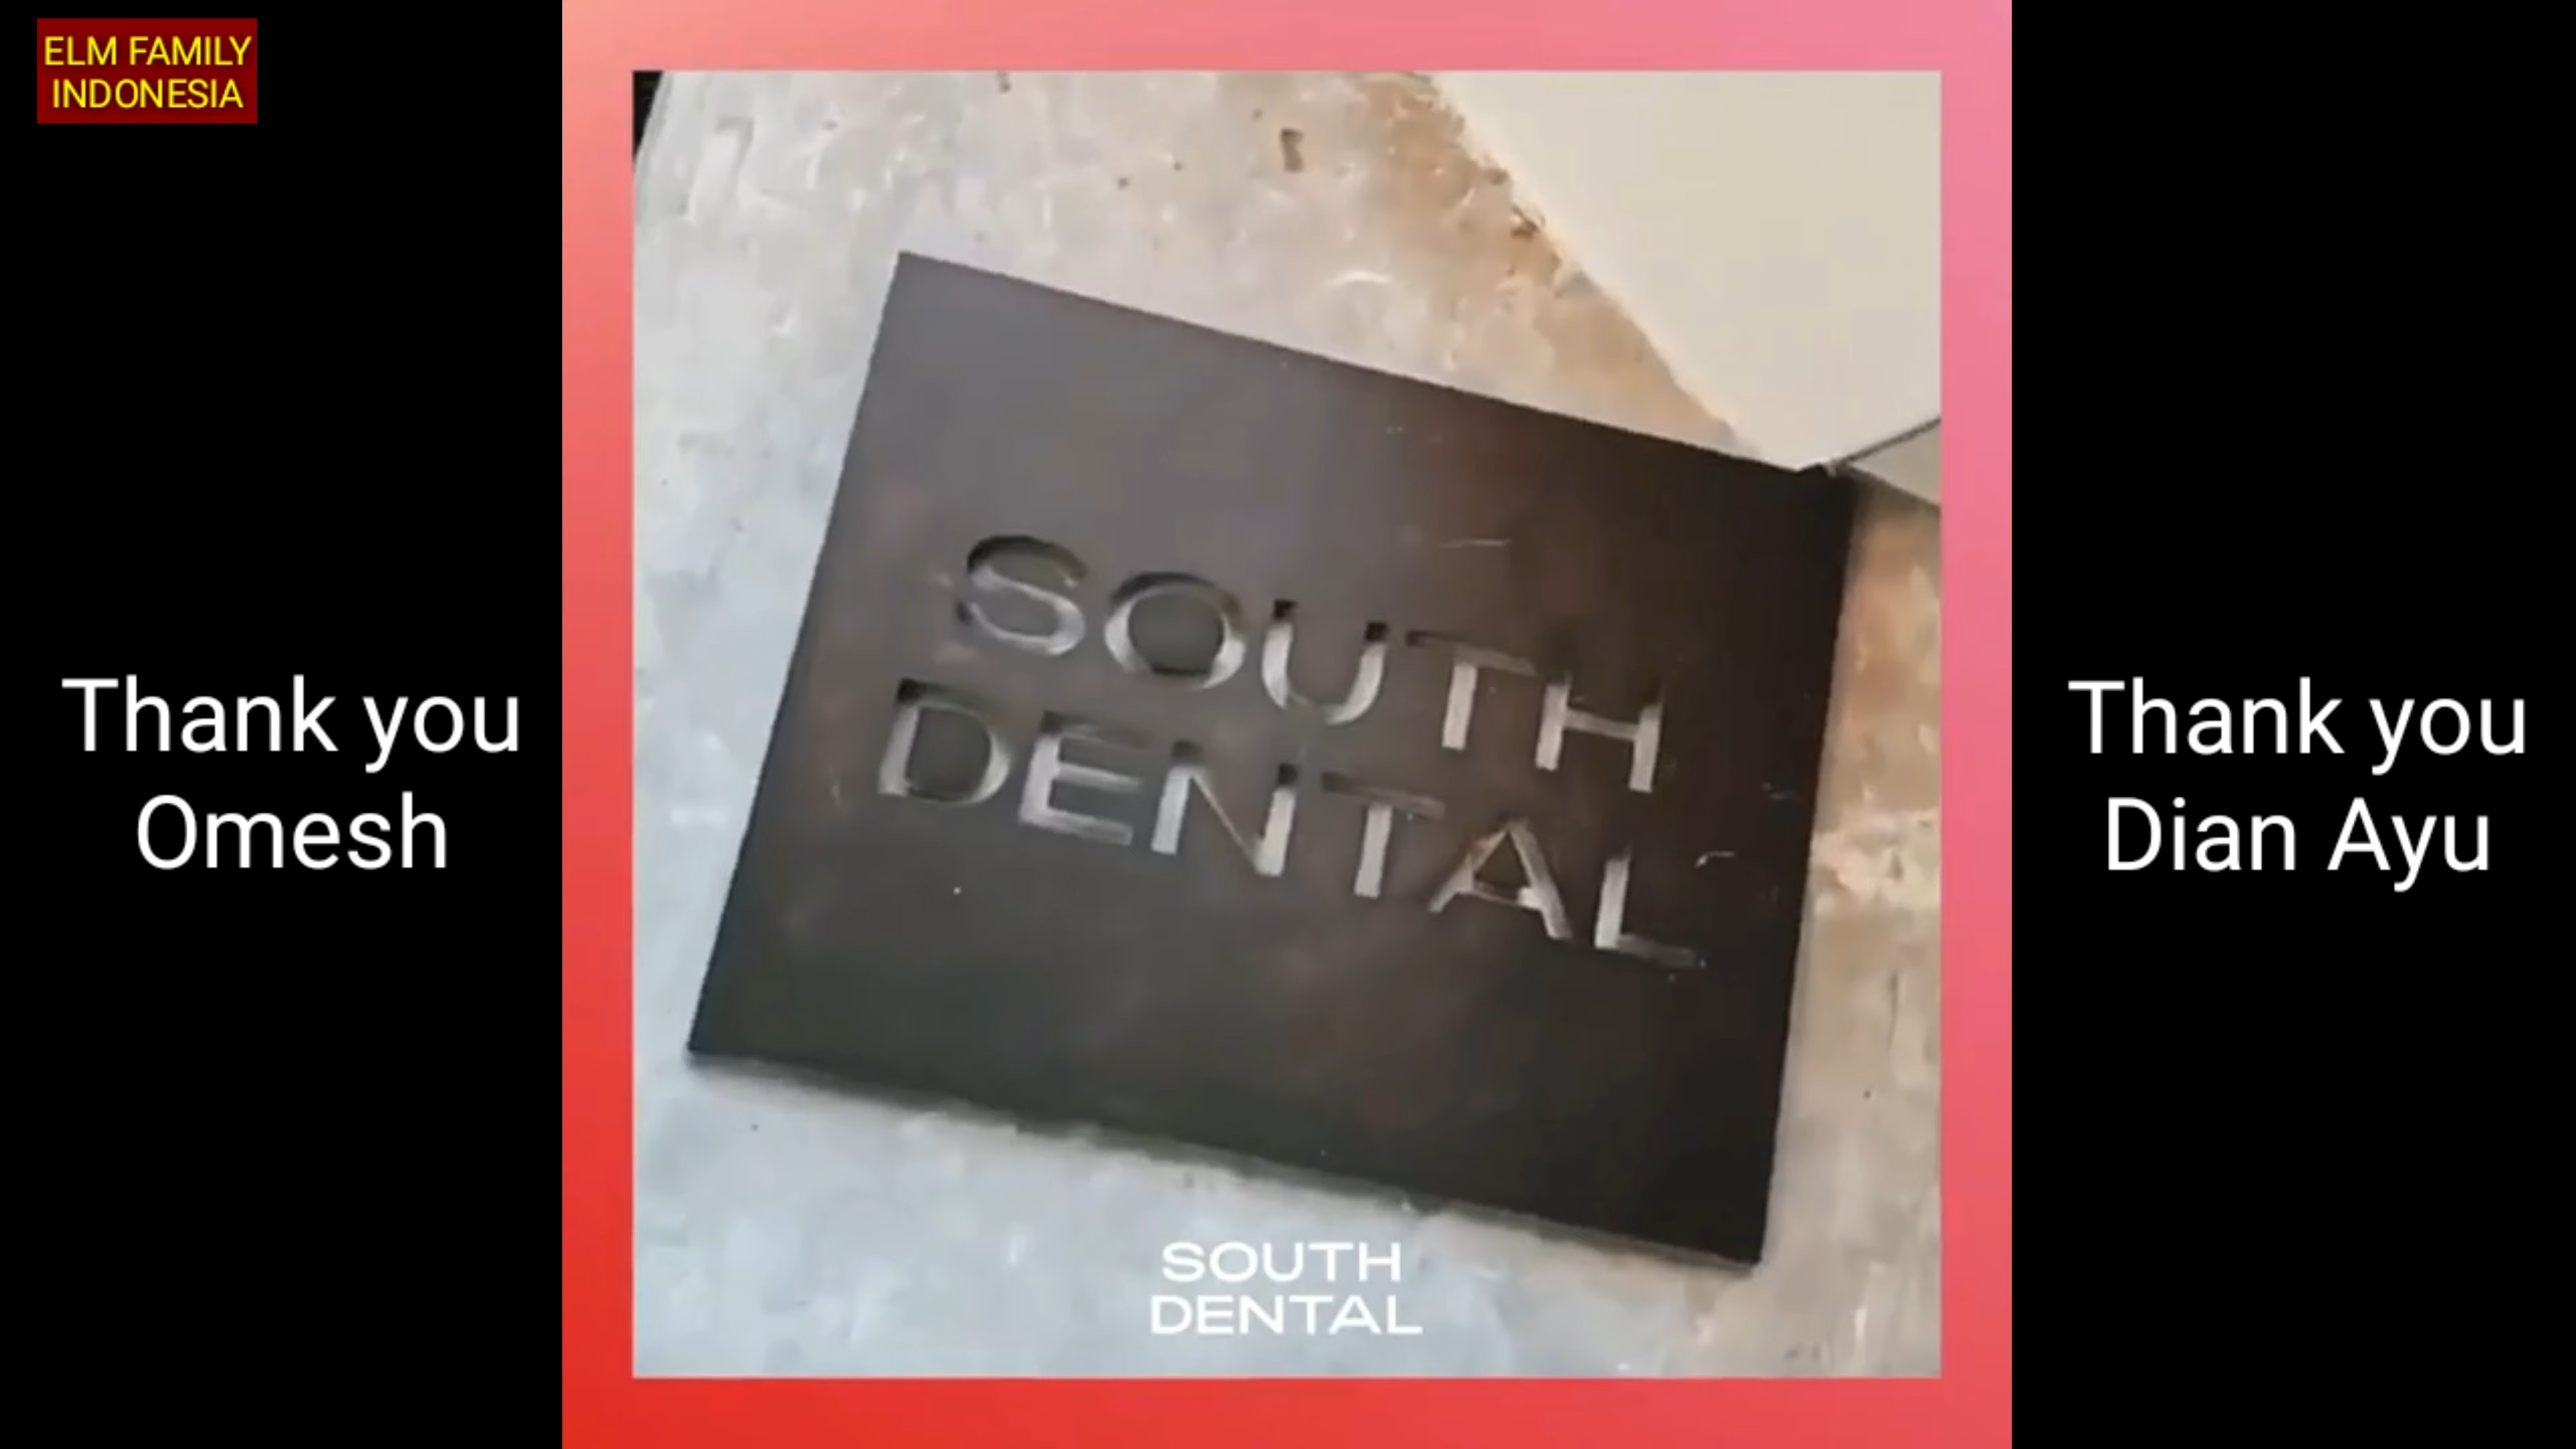 ELM FAMILY
INDONESIA
Thank you
Omesh
SOUTH
DENTAL
SOUTH
DENTAL
Thank you
Dian Ayu